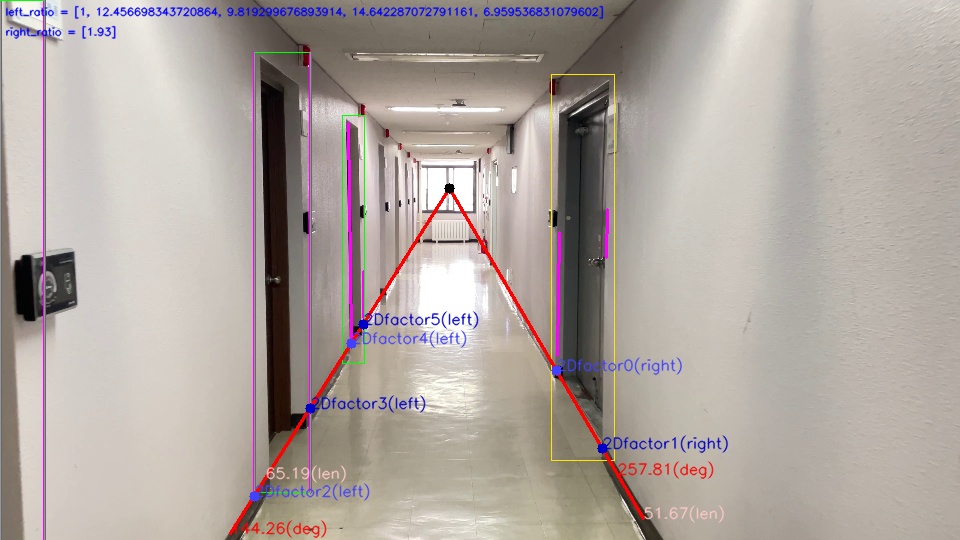 left_ratio = [1, 12.456698343720864, 9.819299676893914, 14.642287072791161, 6.959536831079602]
right_ratio = [1.93]
2Dfactor5(left)
2Dfactor4(left)
2Dfactor0(right)
2Dfactor3(left)
2Dfactor1(right)
65.19(len)
257.81(deg)
2Dfactor2(left)
51.67(len)
44.26(deg)